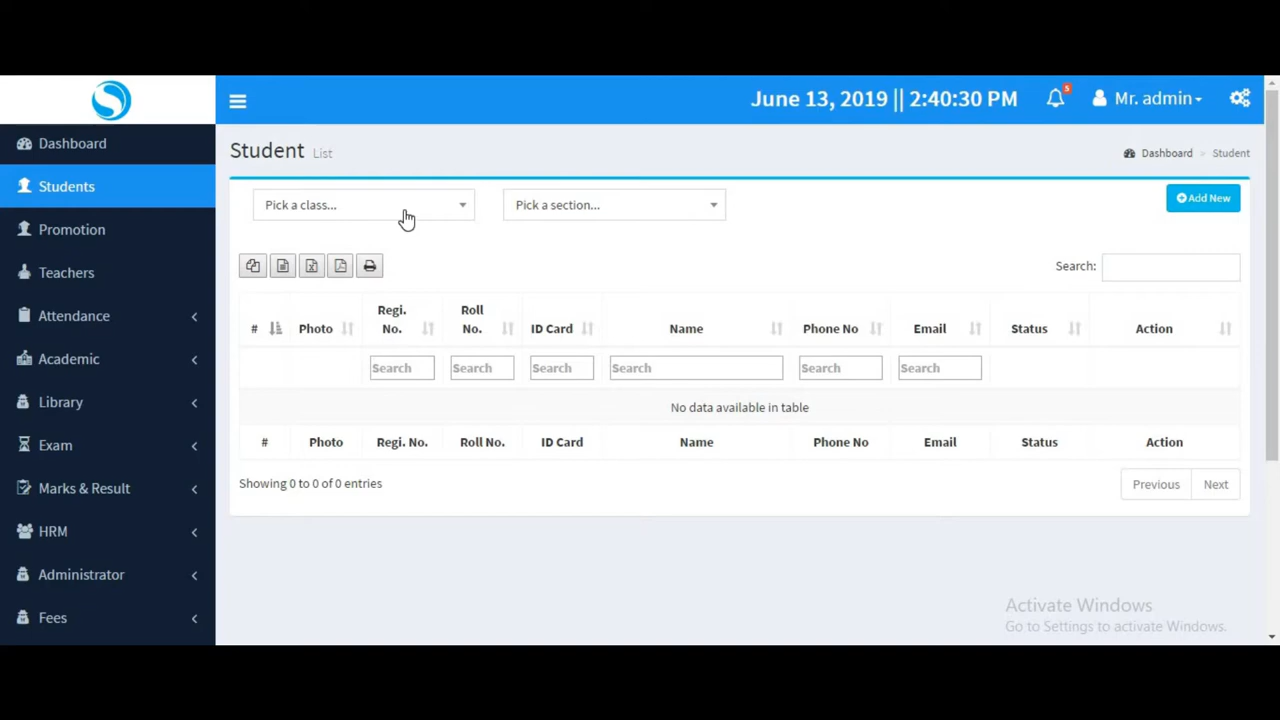 June 13, 2019 || 2:40:30 PM
5
Mr. admin
Dashboard
Students
Promotion
Teachers
Attendance
Academic
Library
Exam
Marks & Result
HRM
Administrator
Fees
Student List
Dashboard > Student
Pick a class...
Pick a section...
Add New
Search:
# Photo Regi. No. Roll No. ID Card Name Phone No Email Status Action
Search Search Search Search Search Search
No data available in table
# Photo Regi. No. Roll No. ID Card Name Phone No Email Status Action
Showing 0 to 0 of 0 entries
Previous Next
Activate Windows
Go to Settings to activate Windows.